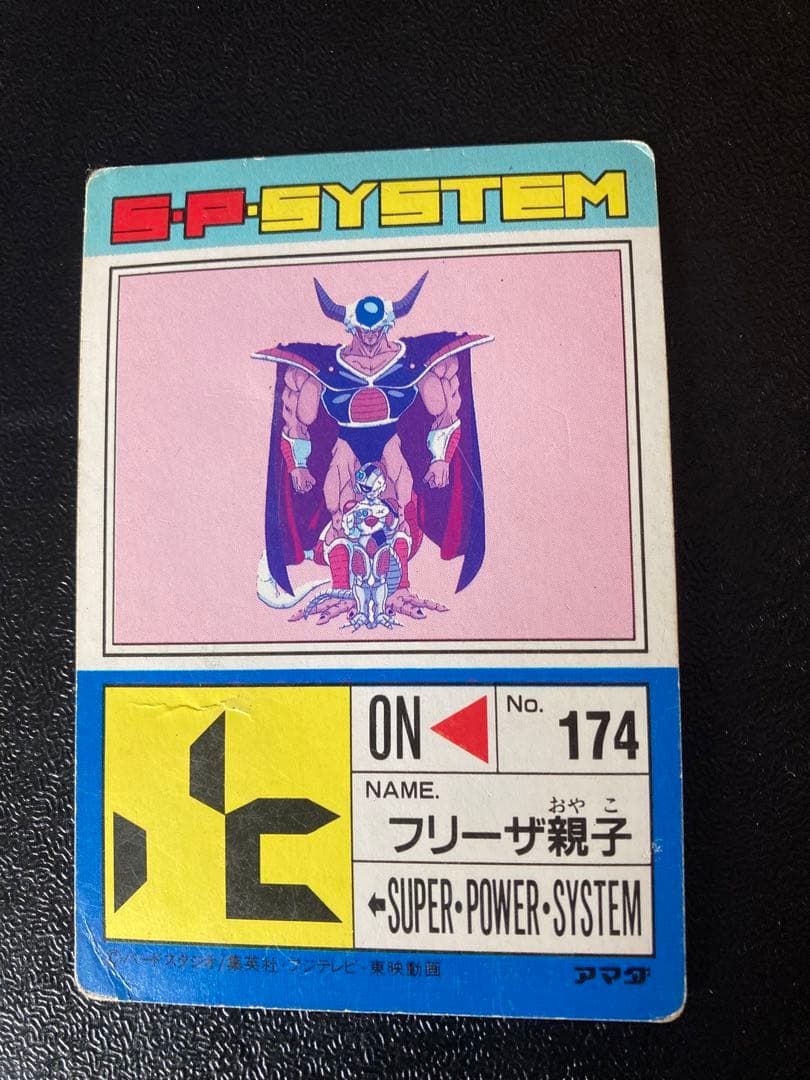 S·P·SYSTEM
ON
No. 174
NAME.
おや こ
フリーザ親子
←SUPER·POWER·SYSTEM
©バードスタジオ/集英社・フジテレビ・東映動画
アマダ